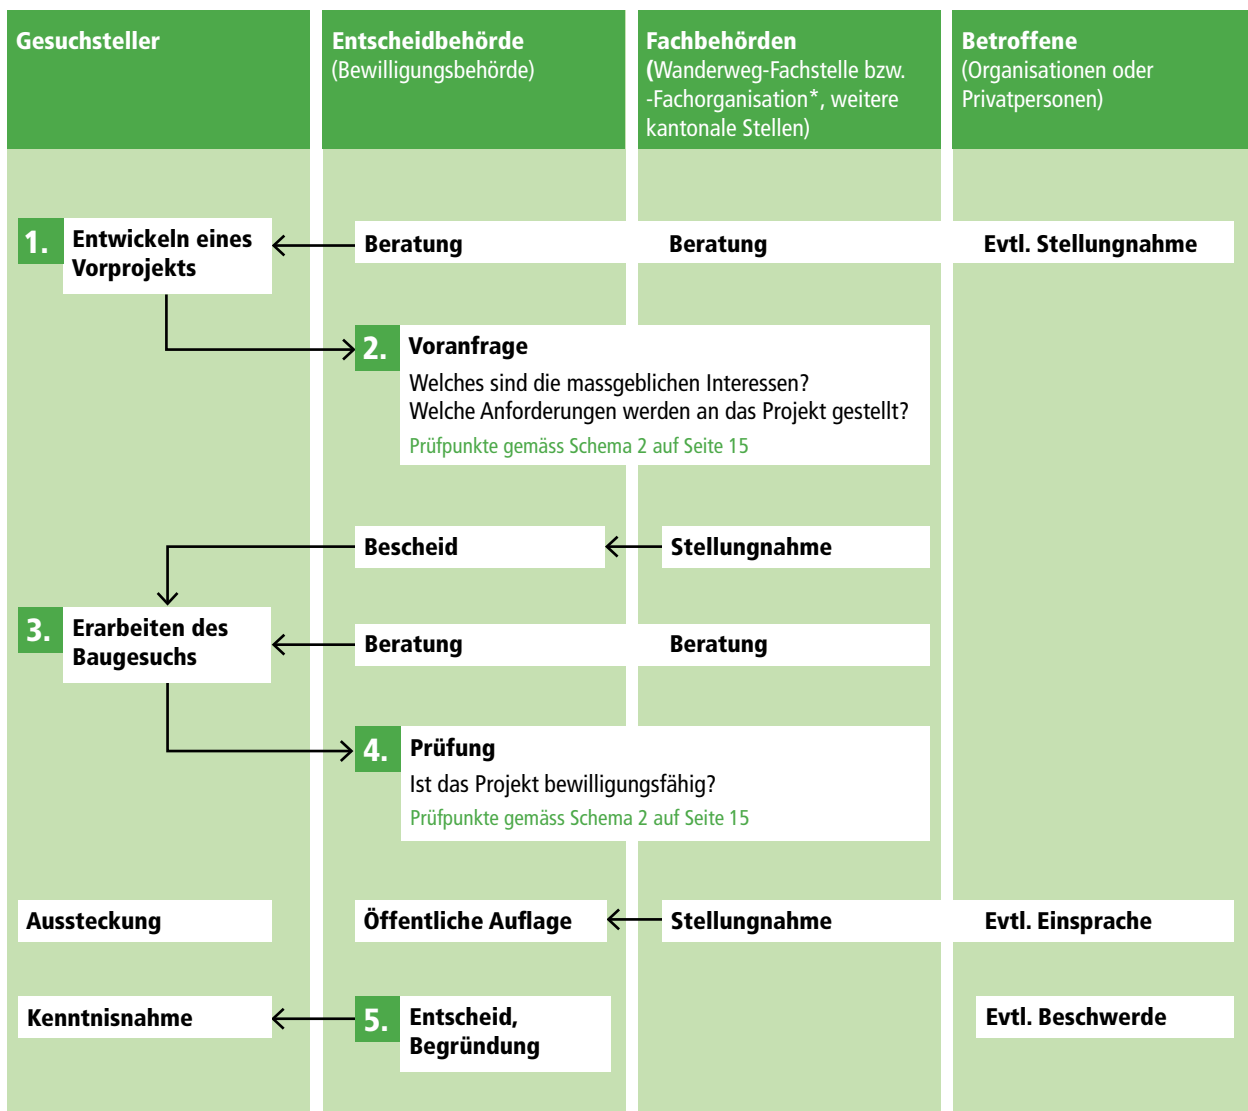 Gesuchsteller
Entscheidbehörde
(Bewilligungsbehörde)
Fachbehörden
(Wanderweg-Fachstelle bzw.
-Fachorganisation*, weitere
kantonale Stellen)
Betroffene
(Organisationen oder
Privatpersonen)
1. Entwickeln eines
Vorprojekts
Beratung
Beratung
Evtl. Stellungnahme
2. Voranfrage
Welches sind die massgeblichen Interessen?
Welche Anforderungen werden an das Projekt gestellt?
Prüfpunkte gemäss Schema 2 auf Seite 15
Bescheid
Stellungnahme
3. Erarbeiten des
Baugesuchs
Beratung
Beratung
4. Prüfung
Ist das Projekt bewilligungsfähig?
Prüfpunkte gemäss Schema 2 auf Seite 15
Aussteckung
Öffentliche Auflage
Stellungnahme
Evtl. Einsprache
Kenntnisnahme
5. Entscheid,
Begründung
Evtl. Beschwerde